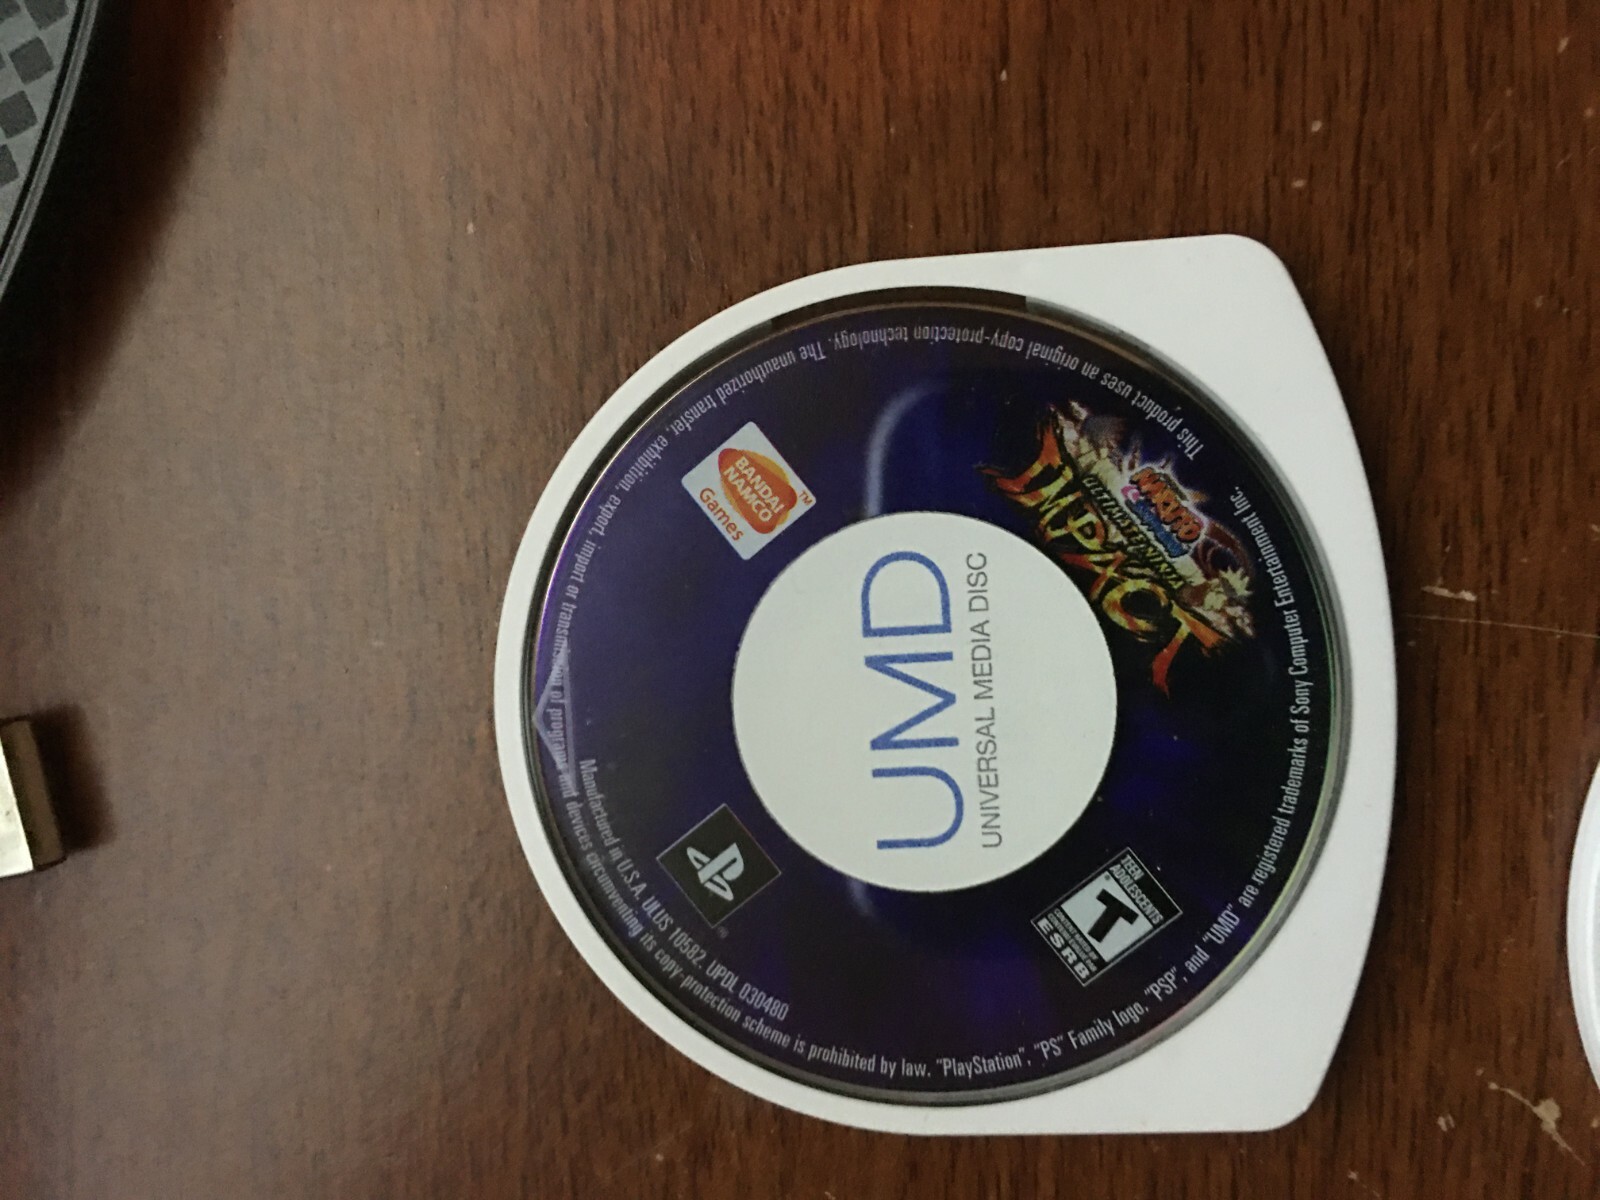 This product uses an original copy-protection technology. The unauthorized transfer, exhibition, export, import or transmission of programs and devices circumventing its copy-protection scheme is prohibited by law. "PlayStation", "PS" Family logo, "PSP", and "UMD" are registered trademarks of Sony Computer Entertainment Inc.
Manufactured in U.S.A. ULUS 10582. UPDL 030480
BANDAI
NAMCO
Games
TM
UMD
UNIVERSAL MEDIA DISC
NARUTO
ULTIMATE NINJA
IMPACT
TEEN
ADOLESCENTS
T
ESRB